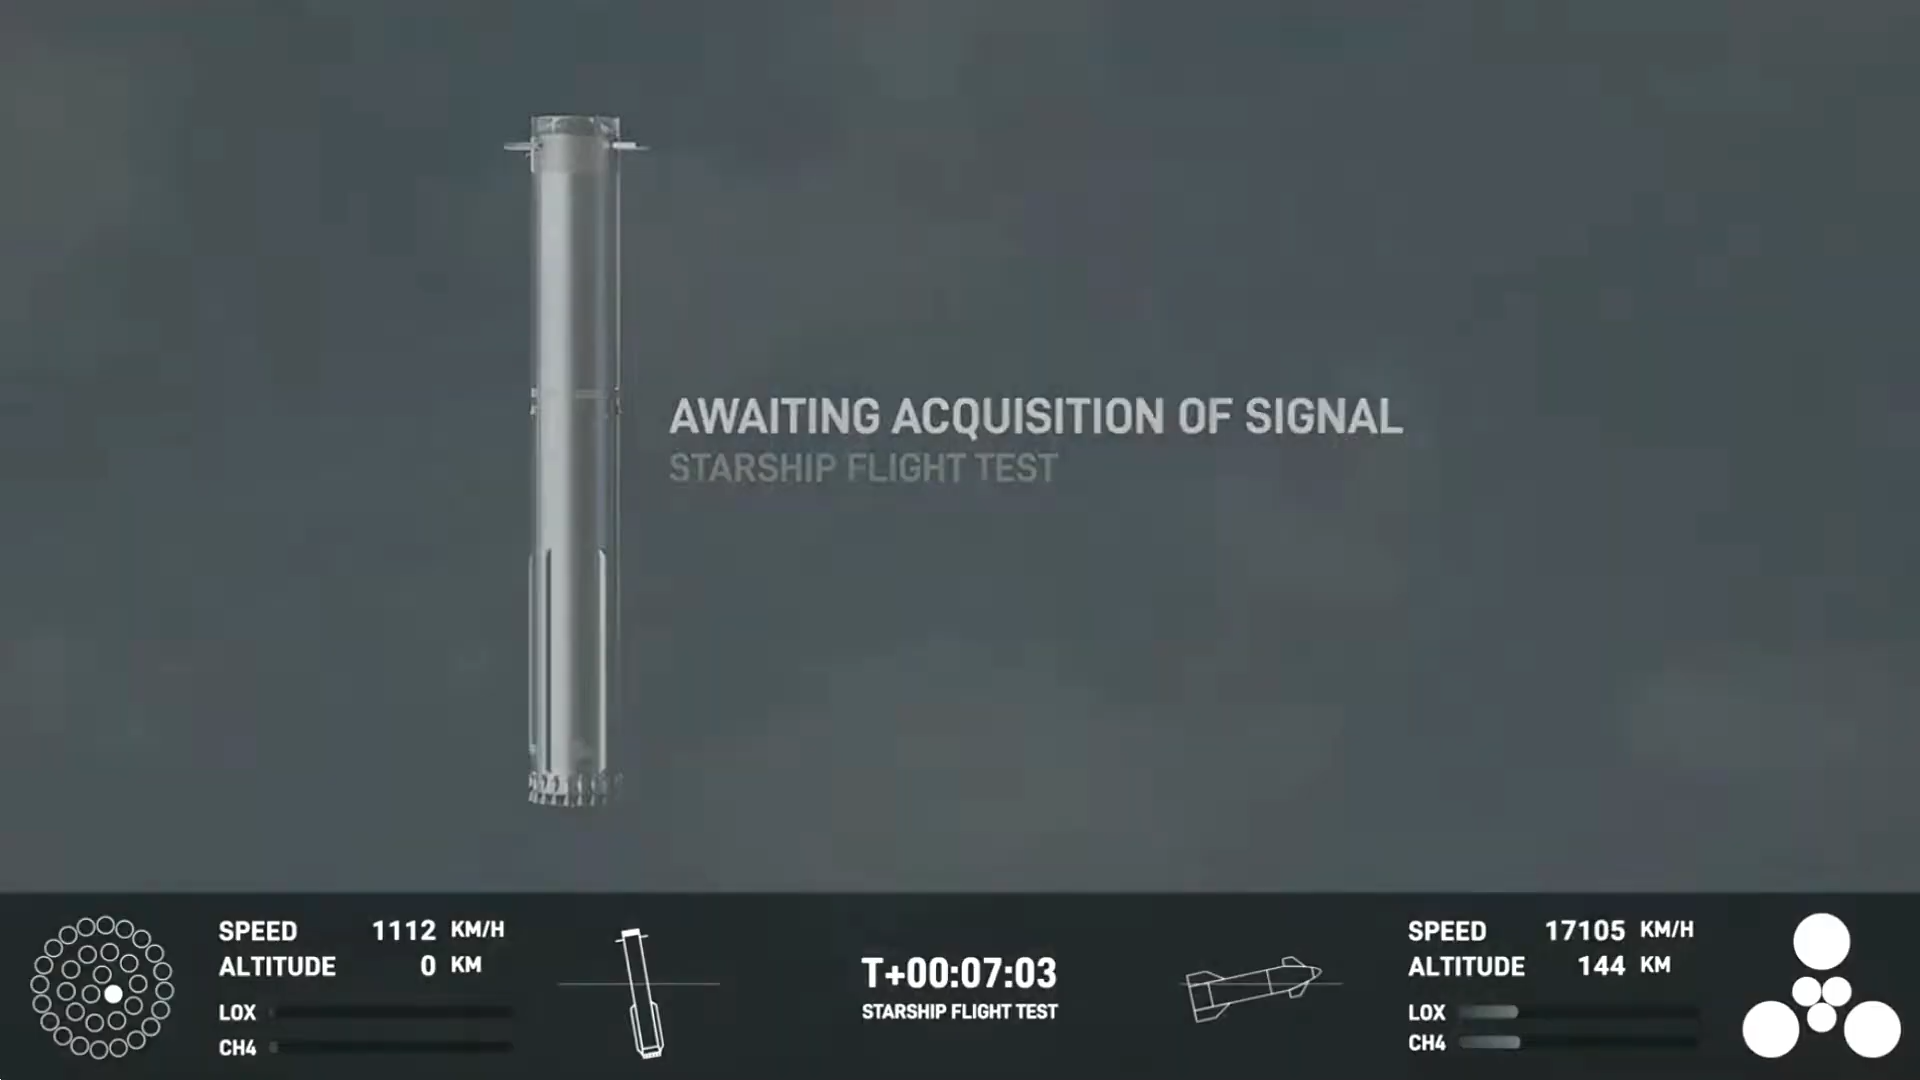 AWAITING ACQUISITION OF SIGNAL
STARSHIP FLIGHT TEST
SPEED 1112 KM/H
ALTITUDE 0 KM
LOX
CH4
T+00:07:03
STARSHIP FLIGHT TEST
SPEED 17105 KM/H
ALTITUDE 144 KM
LOX
CH4